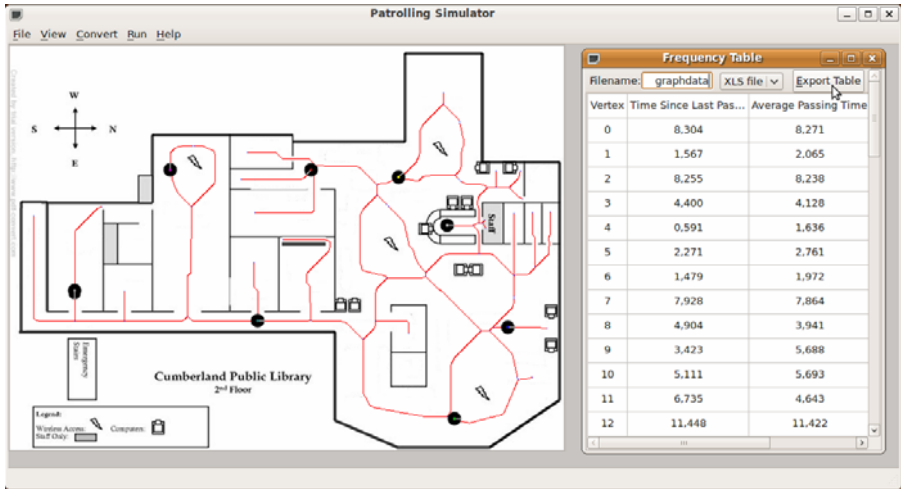 Patrolling Simulator
File View Convert Run Help
W
S N
E
Staff
Emergency
Stairs
Cumberland Public Library
2nd Floor
Legend:
Wireless Access: Computers:
Staff Only:
Frequency Table
Filename: graphdata XLS file Export Table
Vertex Time Since Last Pas... Average Passing Time
0 8,304 8,271
1 1,567 2,065
2 8,255 8,238
3 4,400 4,128
4 0,591 1,636
5 2,271 2,761
6 1,479 1,972
7 7,928 7,864
8 4,904 3,941
9 3,423 5,688
10 5,111 5,693
11 6,735 4,643
12 11,448 11,422